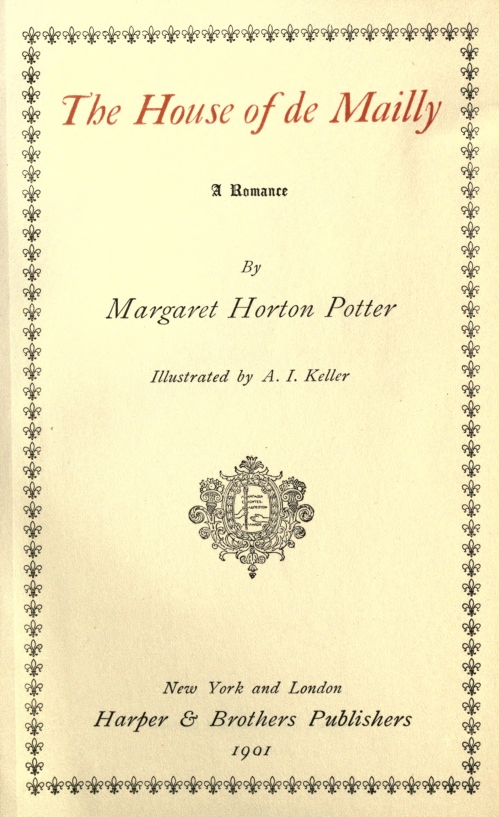 The House of de Mailly
A Romance
By
Margaret Horton Potter
Illustrated by A. I. Keller
New York and London
Harper & Brothers Publishers
1901